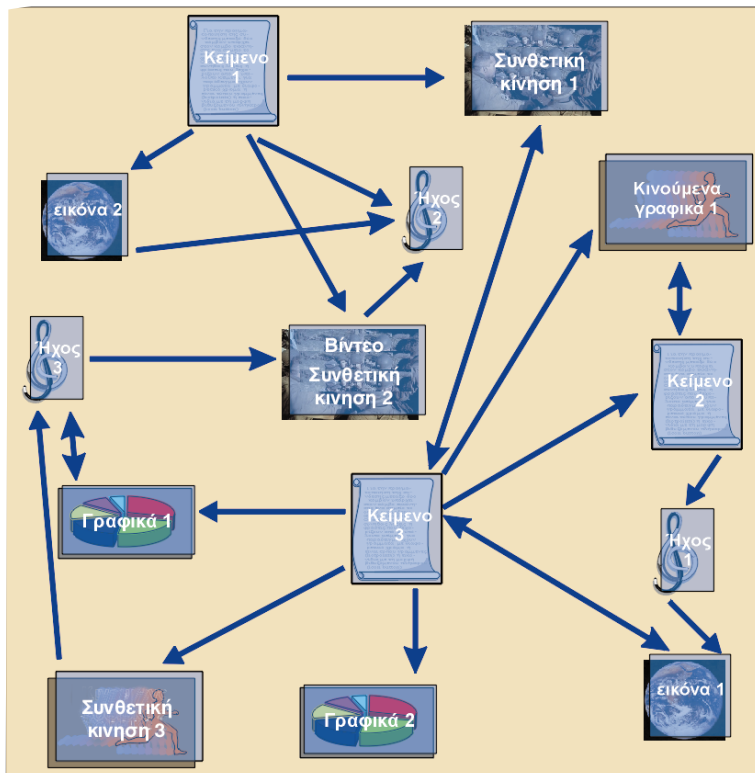 Κείμενο
1
Συνθετική
κίνηση 1
εικόνα 2
Ήχος
2
Κινούμενα
γραφικά 1
Ήχος
3
Βίντεο
Συνθετική
κινηση 2
Κείμενο
2
Γραφικά 1
Κείμενο
3
Ήχος
1
Συνθετική
κινηση 3
Γραφικά 2
εικόνα 1